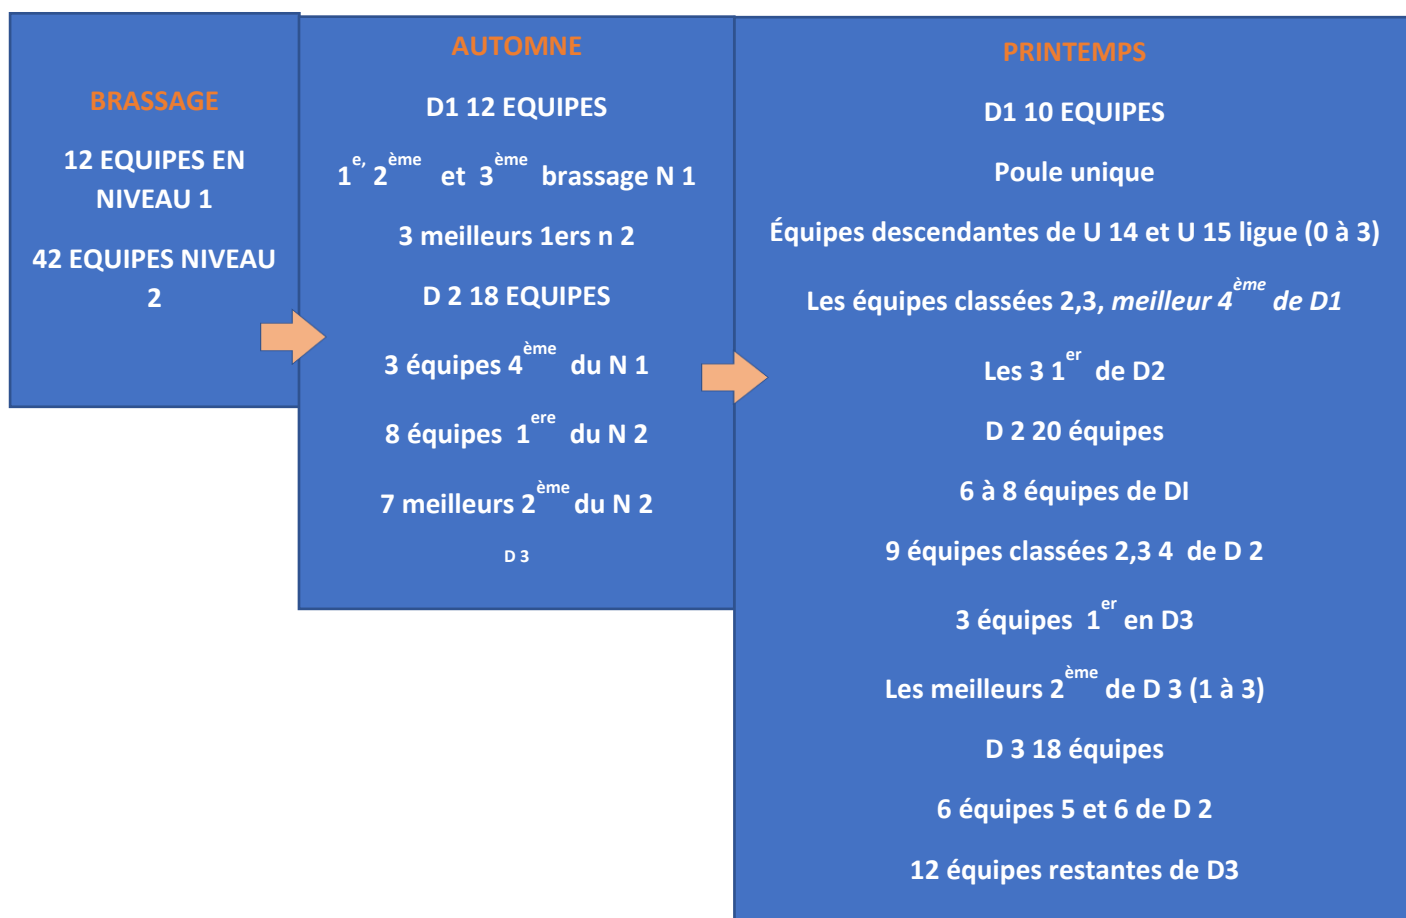 BRASSAGE
12 EQUIPES EN
NIVEAU 1
42 EQUIPES NIVEAU
2
AUTOMNE
D1 12 EQUIPES
1e, 2ème et 3ème brassage N 1
3 meilleurs 1ers n 2
D 2 18 EQUIPES
3 équipes 4ème du N 1
8 équipes 1ere du N 2
7 meilleurs 2ème du N 2
D 3
PRINTEMPS
D1 10 EQUIPES
Poule unique
Équipes descendantes de U 14 et U 15 ligue (0 à 3)
Les équipes classées 2,3, meilleur 4ème de D1
Les 3 1er de D2
D 2 20 équipes
6 à 8 équipes de DI
9 équipes classées 2,3 4 de D 2
3 équipes 1er en D3
Les meilleurs 2ème de D 3 (1 à 3)
D 3 18 équipes
6 équipes 5 et 6 de D 2
12 équipes restantes de D3